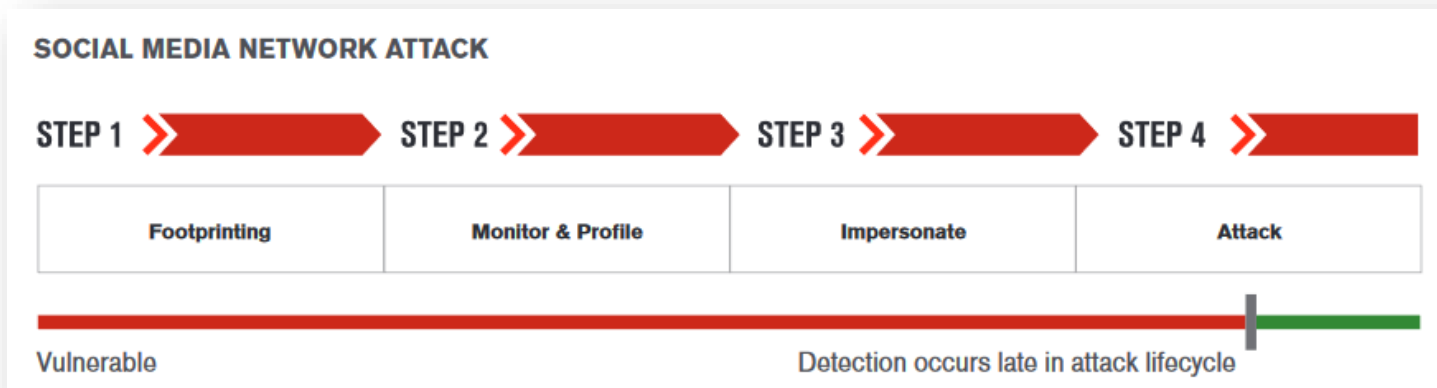 SOCIAL MEDIA NETWORK ATTACK
STEP 1 STEP 2 STEP 3 STEP 4
Footprinting Monitor & Profile Impersonate Attack
Vulnerable Detection occurs late in attack lifecycle